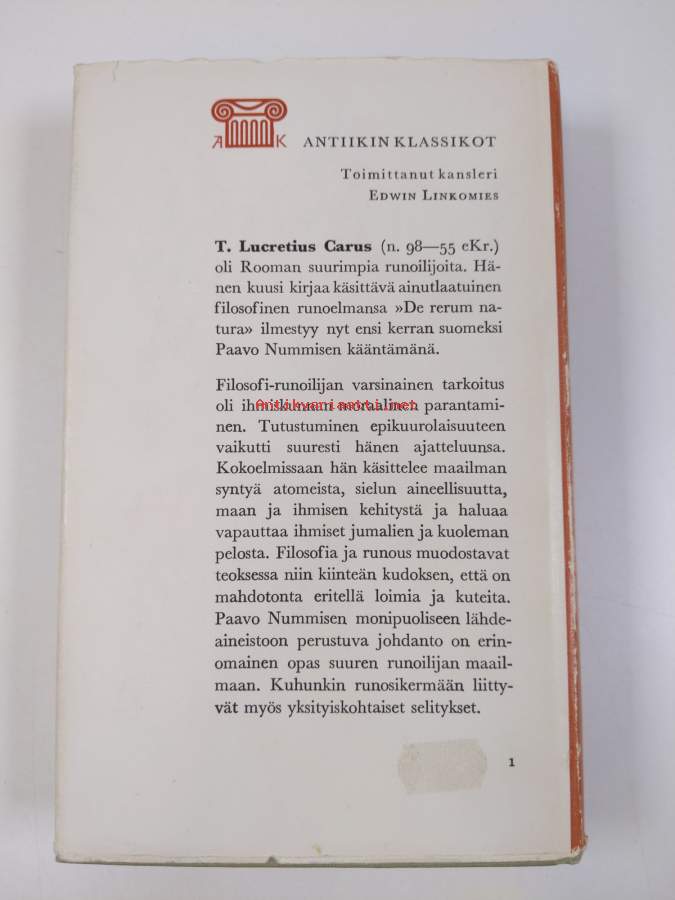 A K ANTIIKIN KLASSIKOT
Toimittanut kansleri
EDWIN LINKOMIES
T. Lucretius Carus (n. 98—55 eKr.)
oli Rooman suurimpia runoilijoita. Hä-
nen kuusi kirjaa käsittävä ainutlaatuinen
filosofinen runoelmansa »De rerum na-
tura» ilmestyy nyt ensi kerran suomeksi
Paavo Nummisen kääntämänä.
Filosofi-runoilijan varsinainen tarkoitus
oli ihmiskunnan moraalinen parantami-
Antikvariaatti.net
nen. Tutustuminen epikuurolaisuuteen
vaikutti suuresti hänen ajatteluunsa.
Kokoelmissaan hän käsittelee maailman
syntyä atomeista, sielun aineellisuutta,
maan ja ihmisen kehitystä ja haluaa
vapauttaa ihmiset jumalien ja kuoleman
pelosta. Filosofia ja runous muodostavat
teoksessa niin kiinteän kudoksen, että on
mahdotonta eritellä loimia ja kuteita.
Paavo Nummisen monipuoliseen lähde-
aineistoon perustuva johdanto on erin-
omainen opas suuren runoilijan maail-
maan. Kuhunkin runosikermään liitty-
vät myös yksityiskohtaiset selitykset.
1